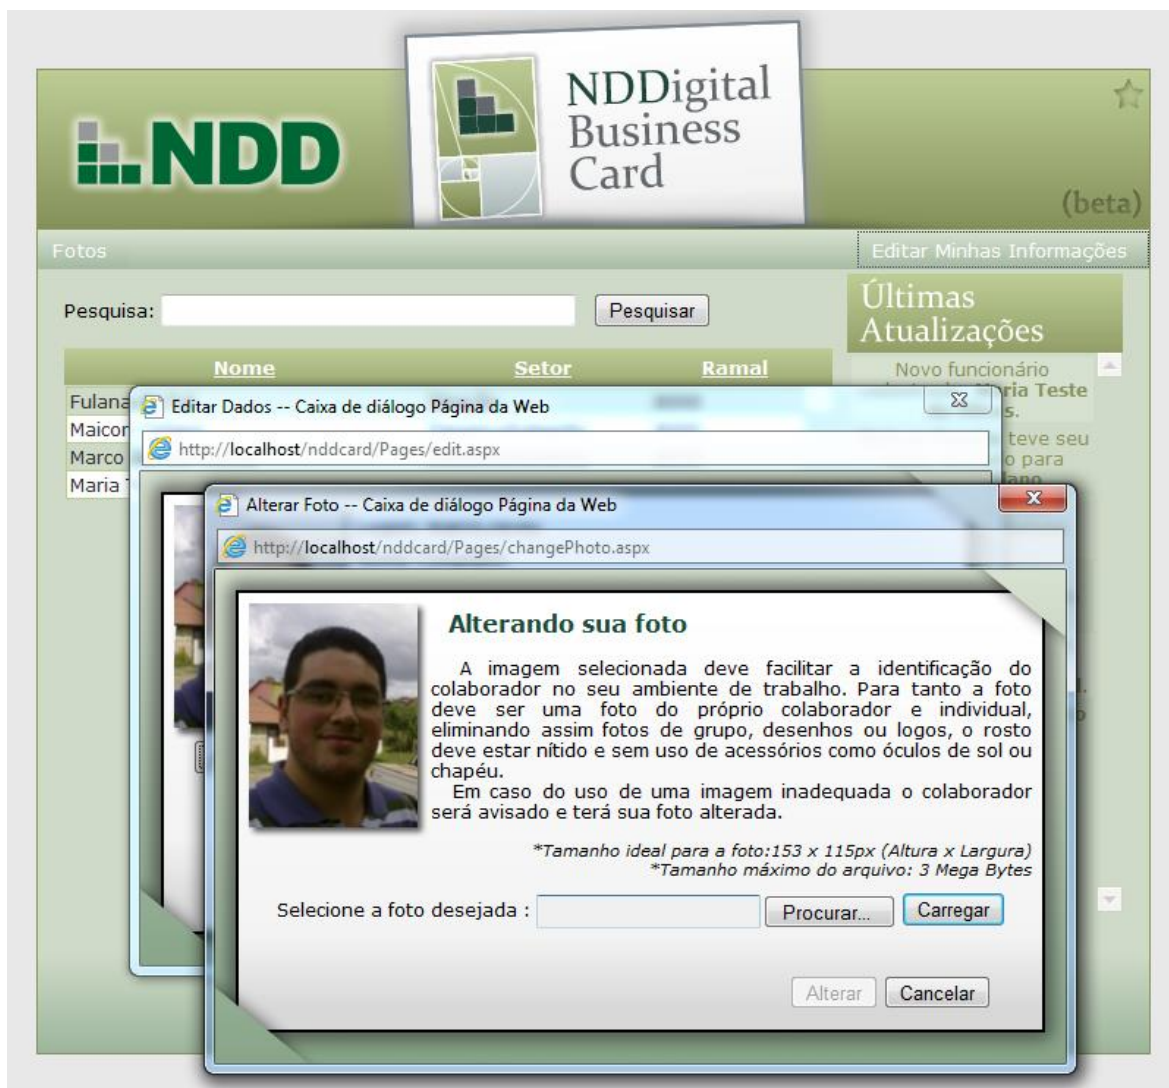 NDD
NDDigital
Business
Card
(beta)
Fotos
Editar Minhas Informações
Pesquisa:
Pesquisar
Últimas
Atualizações
Nome Setor Ramal
Novo funcionário
Teste
teve seu
para
Fulana
Maicon
Marco
Maria
Editar Dados -- Caixa de diálogo Página da Web
http://localhost/nddcard/Pages/edit.aspx
Alterar Foto -- Caixa de diálogo Página da Web
http://localhost/nddcard/Pages/changePhoto.aspx
Alterando sua foto
A imagem selecionada deve facilitar a identificação do
colaborador no seu ambiente de trabalho. Para tanto a foto
deve ser uma foto do próprio colaborador e individual,
eliminando assim fotos de grupo, desenhos ou logos, o rosto
deve estar nítido e sem uso de acessórios como óculos de sol ou
chapéu.
Em caso do uso de uma imagem inadequada o colaborador
será avisado e terá sua foto alterada.
*Tamanho ideal para a foto:153 x 115px (Altura x Largura)
*Tamanho máximo do arquivo: 3 Mega Bytes
Selecione a foto desejada :
Procurar...
Carregar
Alterar
Cancelar